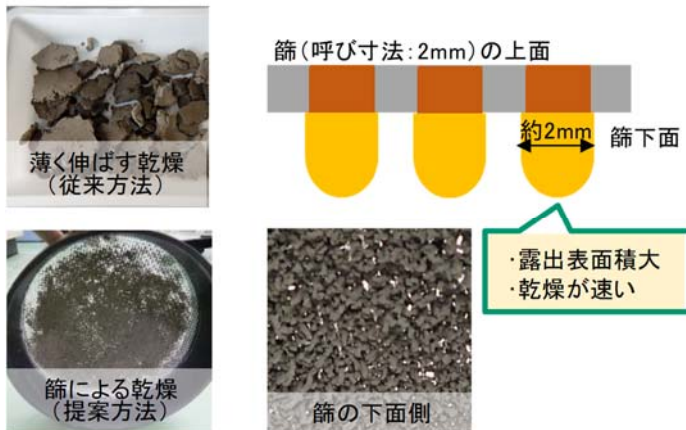 薄く伸ばす乾燥
（従来方法）
篩（呼び寸法：2mm）の上面
約2mm
篩下面
・露出表面積大
・乾燥が速い
篩による乾燥
（提案方法）
篩の下面側